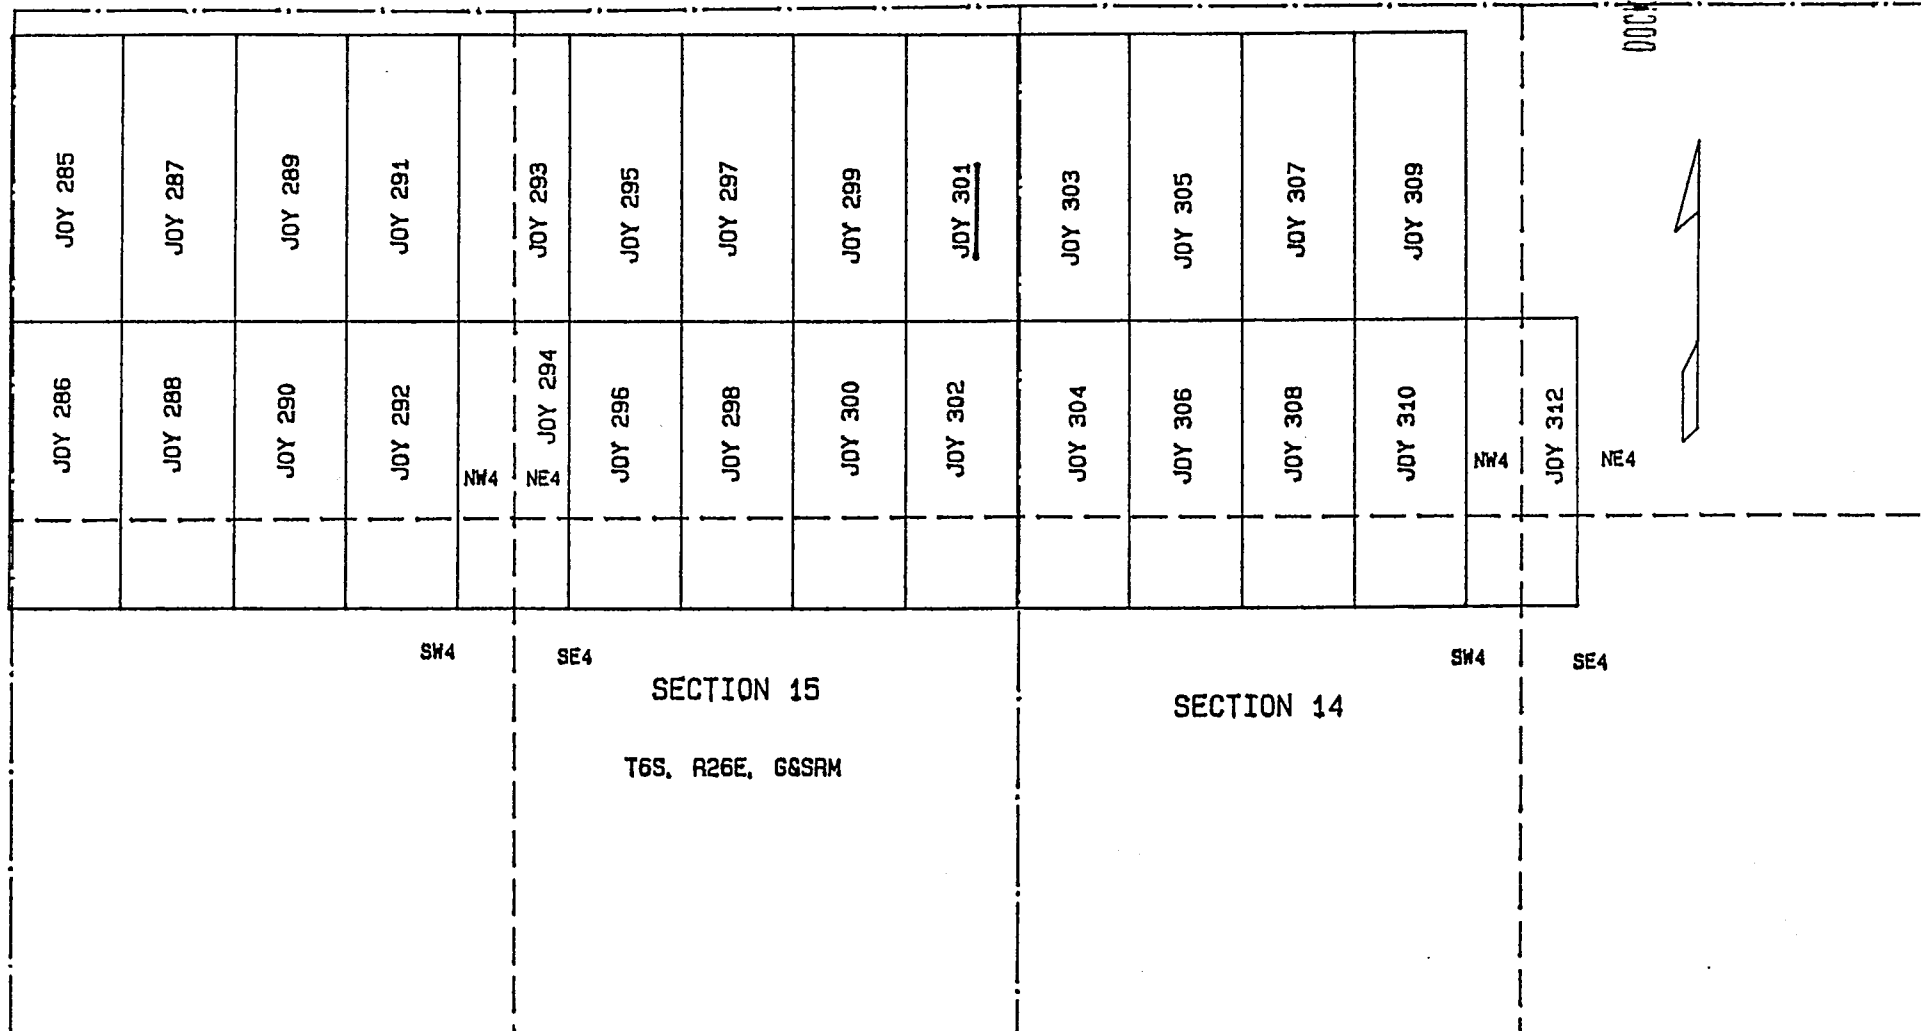 JOY 285
JOY 287
JOY 289
JOY 291
JOY 293
JOY 295
JOY 297
JOY 299
JOY 301
JOY 303
JOY 305
JOY 307
JOY 309
JOY 286
JOY 288
JOY 290
JOY 292
JOY 294
JOY 296
JOY 298
JOY 300
JOY 302
JOY 304
JOY 306
JOY 308
JOY 310
JOY 312
NW4
NE4
NW4
NE4
SW4
SE4
SW4
SE4
SECTION 15
SECTION 14
T6S, R26E, G&SRM